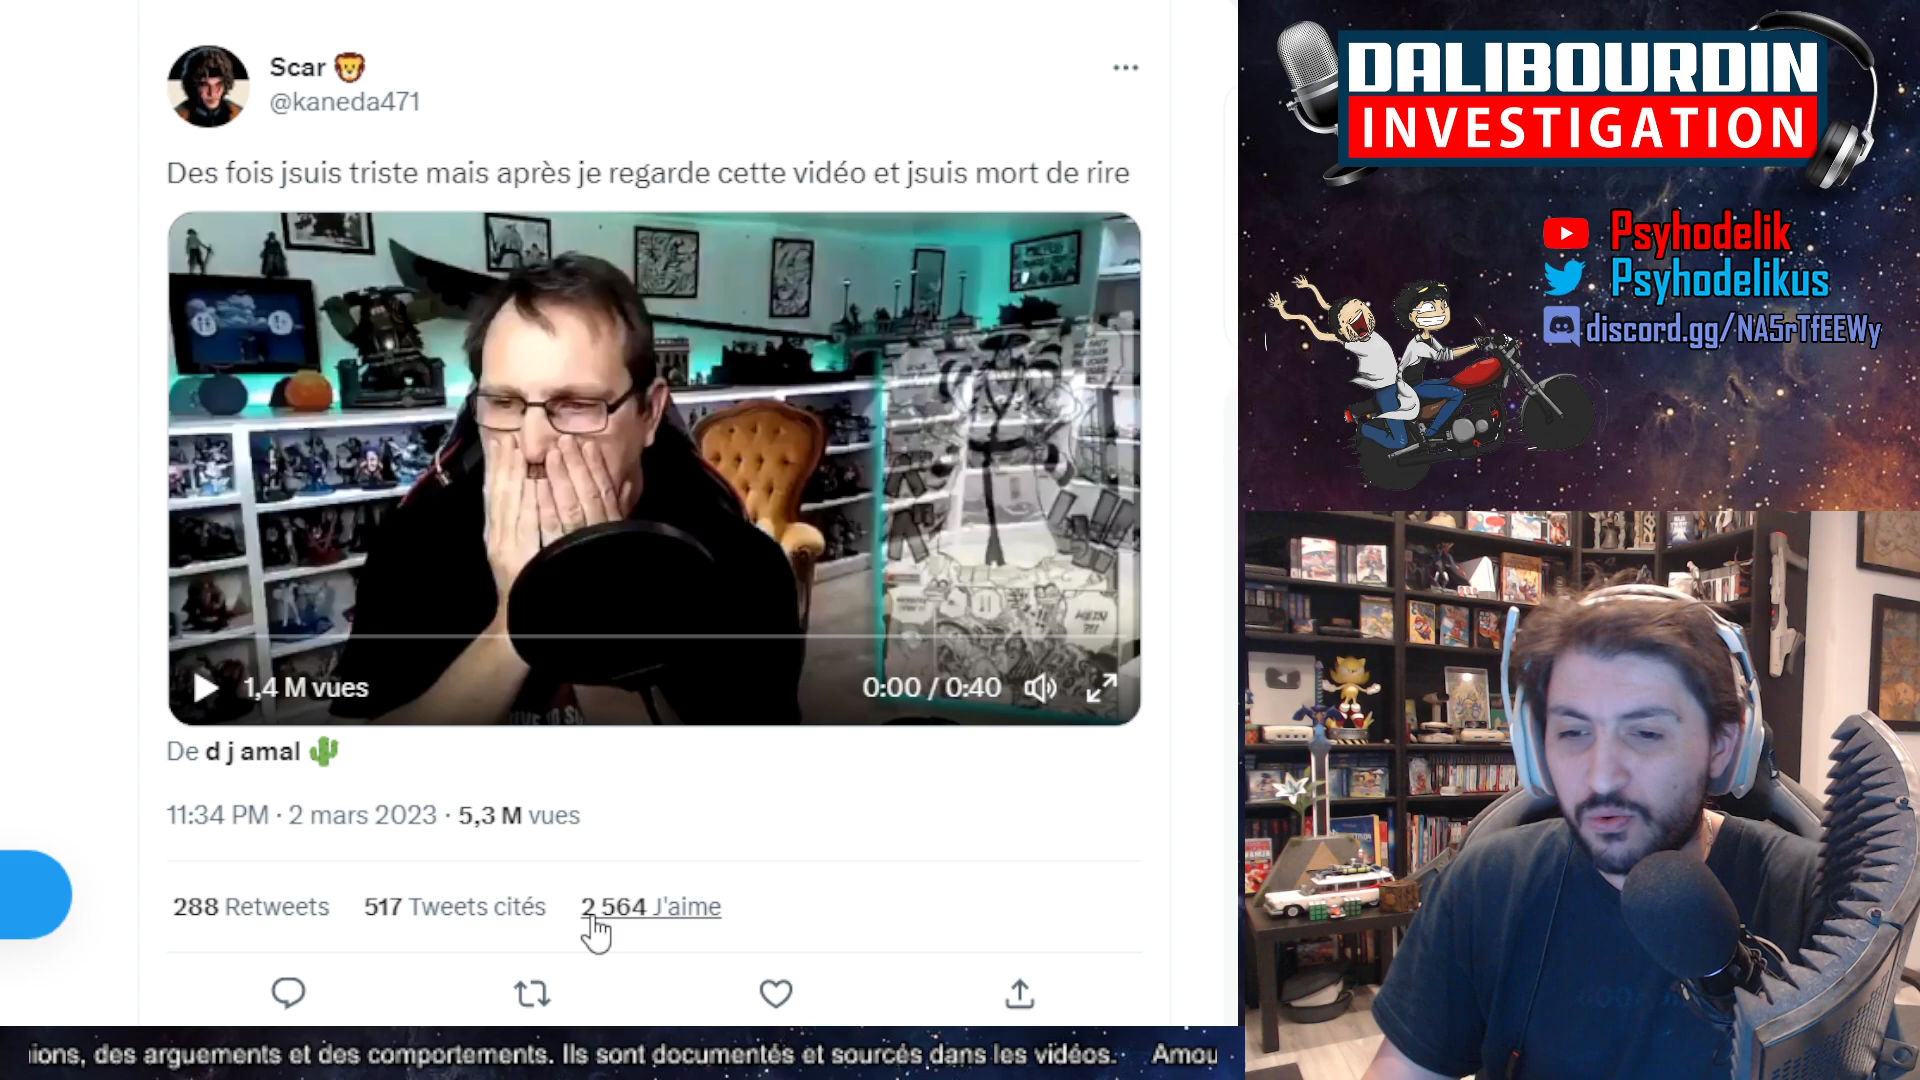 Scar
@kaneda471
Des fois jsuis triste mais après je regarde cette vidéo et jsuis mort de rire
HEIN
?!!
1,4 M vues
0:00 / 0:40
De d j amal
11:34 PM · 2 mars 2023 · 5,3 M vues
288 Retweets 517 Tweets cités 2 564 J'aime
ions, des arguements et des comportements. Ils sont documentés et sourcés dans les vidéos. Amou
DALIBOURDIN
INVESTIGATION
Psyhodelik
Psyhodelikus
discord.gg/NA5rTfEEWy